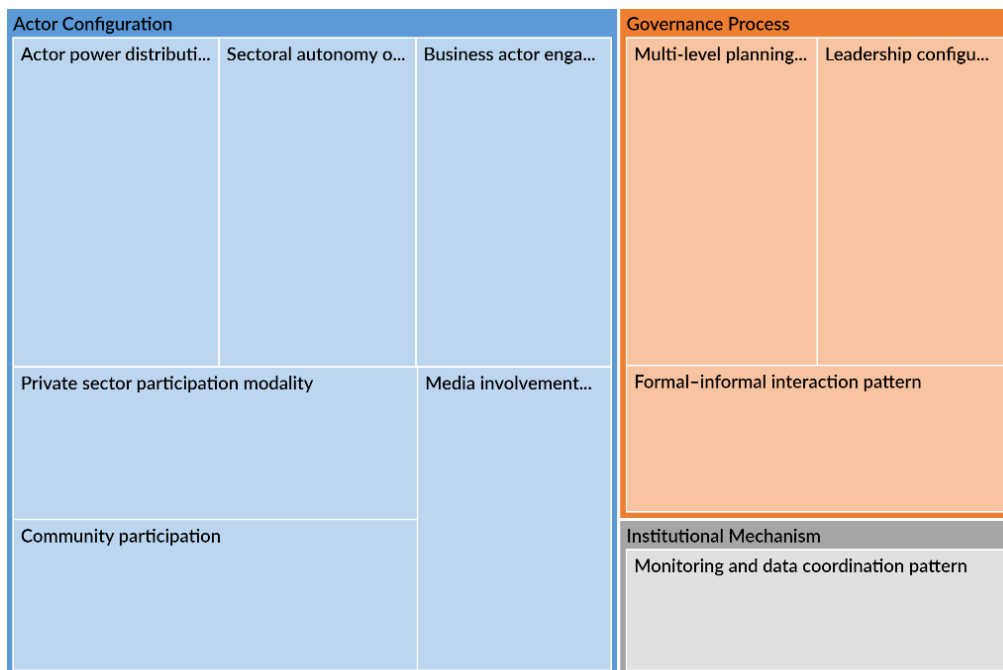 Actor Configuration
Actor power distributi...
Sectoral autonomy o...
Business actor enga...
Private sector participation modality
Media involvement...
Community participation
Governance Process
Multi-level planning...
Leadership configu...
Formal–informal interaction pattern
Institutional Mechanism
Monitoring and data coordination pattern